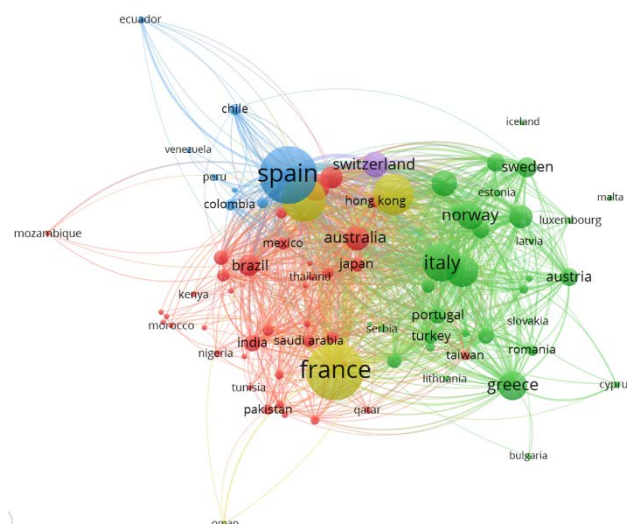 ecuador
chile
iceland
venezuela
switzerland
sweden
spain
peru
estonia
malta
colombia
hong kong
norway
luxembourg
mozambique
australia
latvia
mexico
brazil
japan
italy
austria
thailand
kenya
portugal
morocco
serbia
slovakia
india
saudi arabia
turkey
nigeria
taiwan
romania
france
lithuania
greece
cypru
tunisia
pakistan
qatar
bulgaria
oman